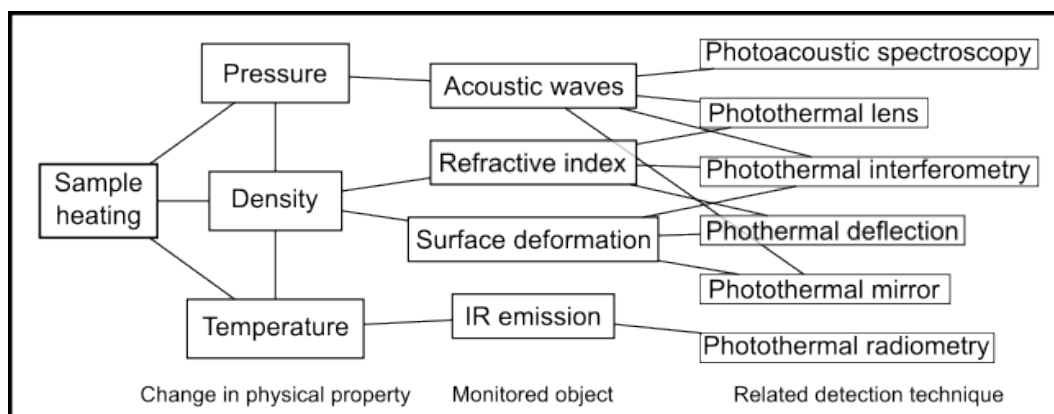 Pressure
Sample
heating
Density
Temperature
Acoustic waves
Refractive index
Surface deformation
IR emission
Photoacoustic spectroscopy
Photothermal lens
Photothermal interferometry
Phothermal deflection
Photothermal mirror
Photothermal radiometry
Change in physical property
Monitored object
Related detection technique